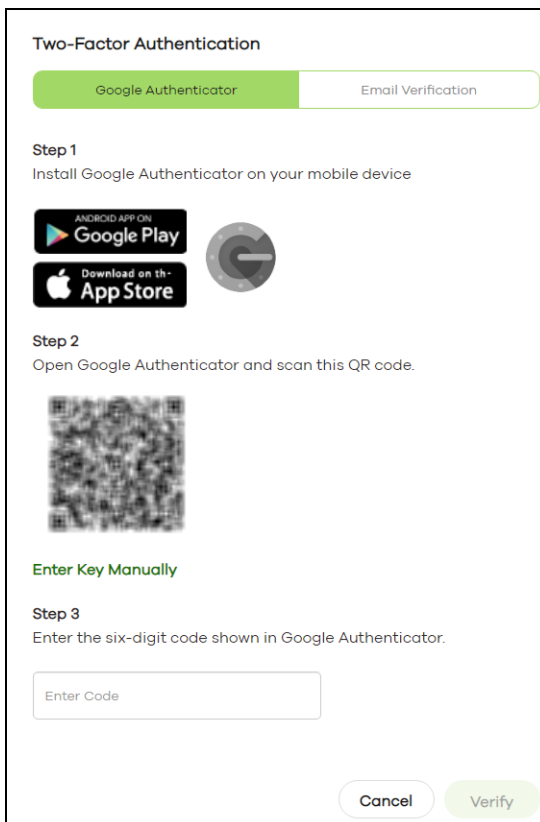 Two-Factor Authentication
Google Authenticator
Email Verification
Step 1
Install Google Authenticator on your mobile device
ANDROID APP ON
Google Play
Download on th-
App Store
Step 2
Open Google Authenticator and scan this QR code.
Enter Key Manually
Step 3
Enter the six-digit code shown in Google Authenticator.
Enter Code
Cancel
Verify